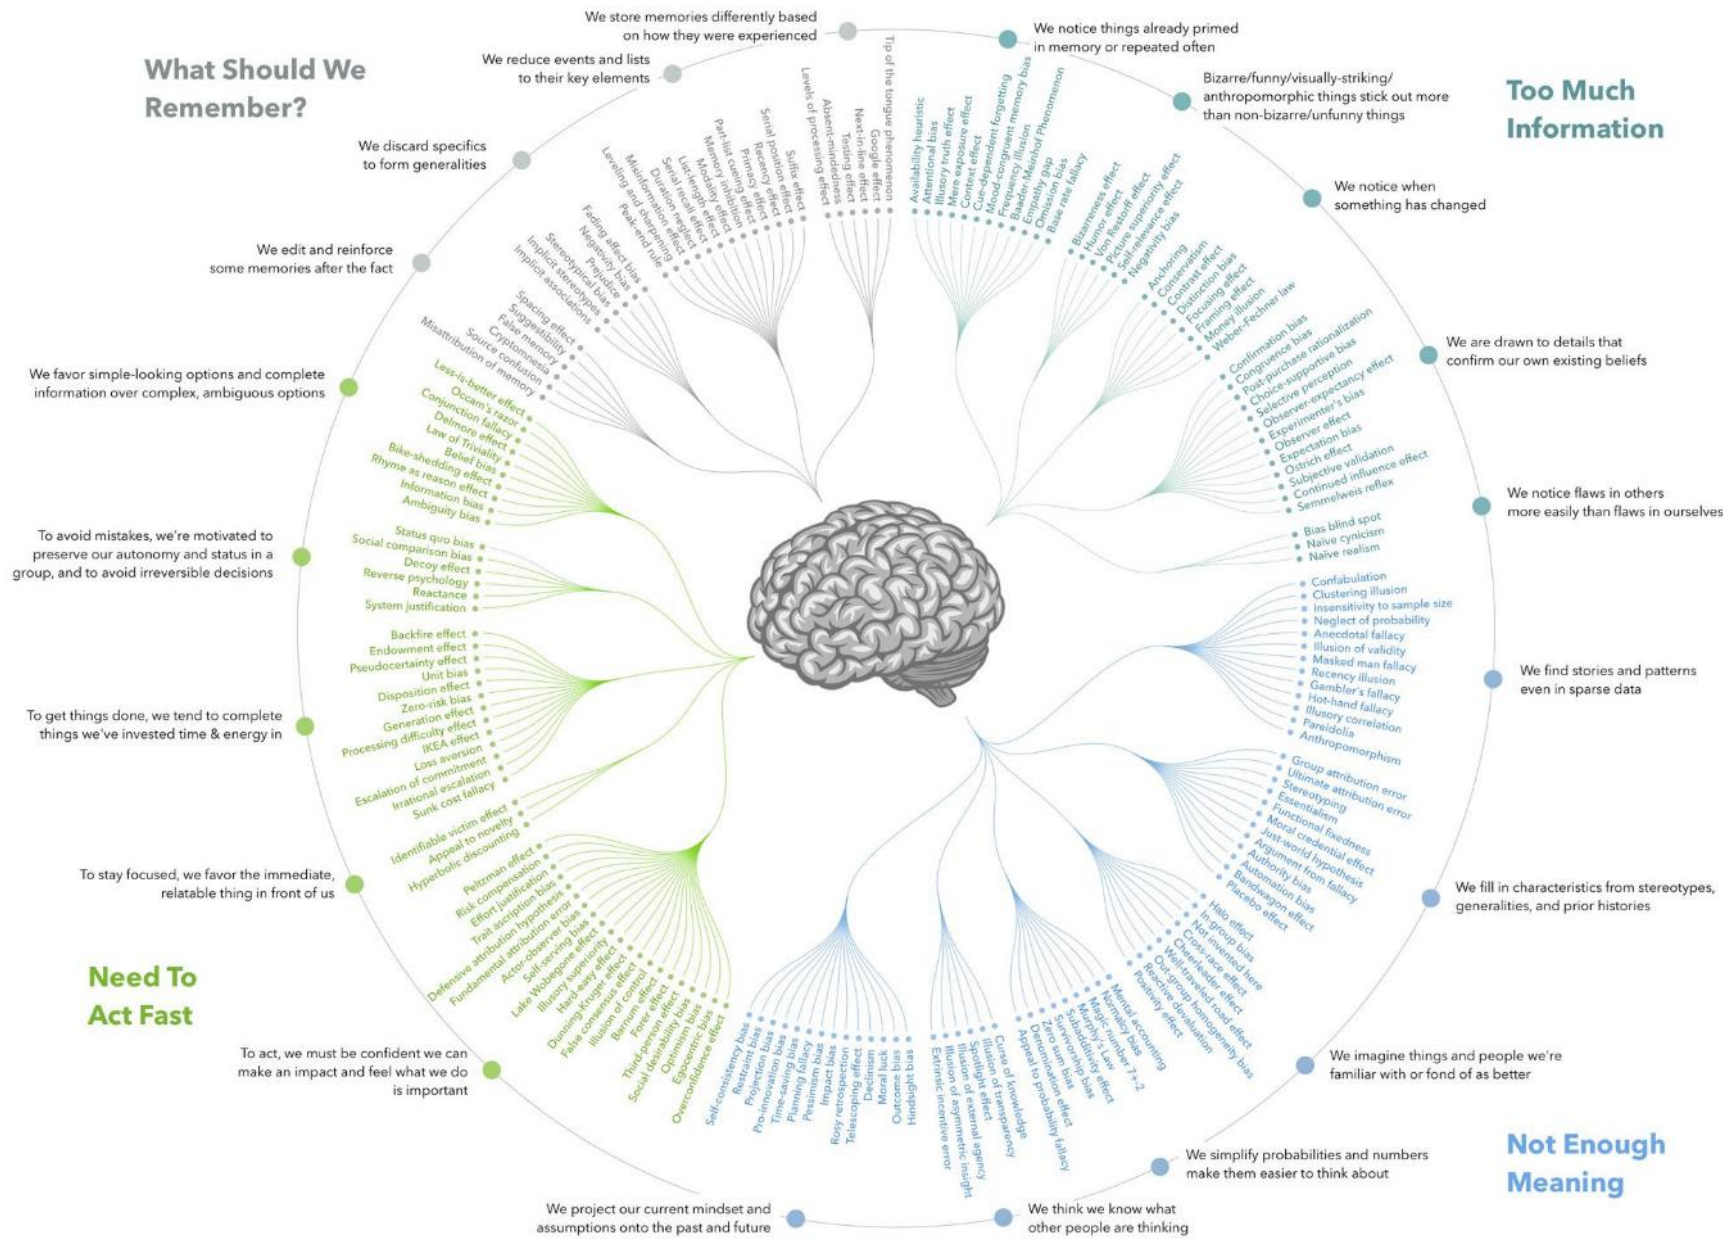 What Should We
Remember?
We store memories differently based
on how they were experienced
We reduce events and lists
to their key elements
We discard specifics
to form generalities
We edit and reinforce
some memories after the fact
Tip of the tongue phenomenon
Google effect
Next-in-line effect
Testing effect
Absent-mindedness
Levels of processing effect
Suffix effect
Serial position effect
Recency effect
Primacy effect
Part-list cueing effect
Memory inhibition
Modality effect
List-length effect
Serial recall effect
Duration neglect
Misinformation effect
Leveling and sharpening
Peak-end rule
Fading affect bias
Negativity bias
Prejudice
Stereotypical bias
Implicit stereotypes
Implicit associations
Spacing effect
Suggestibility
False memory
Cryptomnesia
Source confusion
Misattribution of memory
Too Much
Information
We notice things already primed
in memory or repeated often
Bizarre/funny/visually-striking/
anthropomorphic things stick out more
than non-bizarre/unfunny things
We notice when
something has changed
We are drawn to details that
confirm our own existing beliefs
We notice flaws in others
more easily than flaws in ourselves
Availability heuristic
Attentional bias
Illusory truth effect
Mere exposure effect
Context effect
Cue-dependent forgetting
Mood-congruent memory bias
Frequency illusion
Baader-Meinhof Phenomenon
Empathy gap
Omission bias
Base rate fallacy
Bizarreness effect
Humor effect
Von Restorff effect
Picture superiority effect
Self-relevance effect
Negativity bias
Anchoring
Conservatism
Contrast effect
Distinction bias
Focusing effect
Framing effect
Money illusion
Weber-Fechner law
Confirmation bias
Congruence bias
Post-purchase rationalization
Choice-supportive bias
Selective perception
Observer-expectancy effect
Experimenter's bias
Observer effect
Expectation bias
Ostrich effect
Subjective validation
Continued influence effect
Semmelweis reflex
Bias blind spot
Naïve cynicism
Naïve realism
We find stories and patterns
even in sparse data
We fill in characteristics from stereotypes,
generalities, and prior histories
We imagine things and people we're
familiar with or fond of as better
We simplify probabilities and numbers
make them easier to think about
We think we know what
other people are thinking
We project our current mindset and
assumptions onto the past and future
Not Enough
Meaning
Confabulation
Clustering illusion
Insensitivity to sample size
Neglect of probability
Anecdotal fallacy
Illusion of validity
Masked man fallacy
Recency illusion
Gambler's fallacy
Hot-hand fallacy
Illusory correlation
Pareidolia
Anthropomorphism
Group attribution error
Ultimate attribution error
Stereotyping
Essentialism
Functional fixedness
Moral credential effect
Just-world hypothesis
Argument from fallacy
Authority bias
Automation bias
Bandwagon effect
Placebo effect
Halo effect
In-group bias
Not invented here
Cross-race effect
Cheerleader effect
Well-traveled road effect
Out-group homogeneity bias
Reactive devaluation
Positivity effect
Mental accounting
Normalcy bias
Magic number 7+-2
Murphy's Law
Subadditivity effect
Survivorship bias
Zero sum bias
Denomination effect
Appeal to probability fallacy
Curse of knowledge
Illusion of transparency
Spotlight effect
Illusion of external agency
Illusion of asymmetric insight
Extrinsic incentive error
Hindsight bias
Outcome bias
Moral luck
Declinism
Telescoping effect
Rosy retrospection
Impact bias
Pessimism bias
Planning fallacy
Time-saving bias
Pro-innovation bias
Projection bias
Restraint bias
Self-consistency bias
We favor simple-looking options and complete
information over complex, ambiguous options
To avoid mistakes, we're motivated to
preserve our autonomy and status in a
group, and to avoid irreversible decisions
To get things done, we tend to complete
things we've invested time & energy in
To stay focused, we favor the immediate,
relatable thing in front of us
Need To
Act Fast
To act, we must be confident we can
make an impact and feel what we do
is important
Less-is-better effect
Occam's razor
Conjunction fallacy
Delmore effect
Law of Triviality
Belief bias
Bike-shedding effect
Rhyme as reason effect
Information bias
Ambiguity bias
Status quo bias
Social comparison bias
Decoy effect
Reverse psychology
Reactance
System justification
Backfire effect
Endowment effect
Pseudocertainty effect
Unit bias
Disposition effect
Zero-risk bias
Generation effect
Processing difficulty effect
IKEA effect
Loss aversion
Escalation of commitment
Irrational escalation
Sunk cost fallacy
Identifiable victim effect
Appeal to novelty
Hyperbolic discounting
Peltzman effect
Risk compensation
Effort justification
Trait ascription bias
Defensive attribution hypothesis
Fundamental attribution error
Actor-observer bias
Self-serving bias
Lake Wobegone effect
Illusory superiority
Hard-easy effect
Dunning-Kruger effect
False consensus effect
Illusion of control
Barnum effect
Forer effect
Third-person effect
Social desirability bias
Optimism bias
Egocentric bias
Overconfidence effect